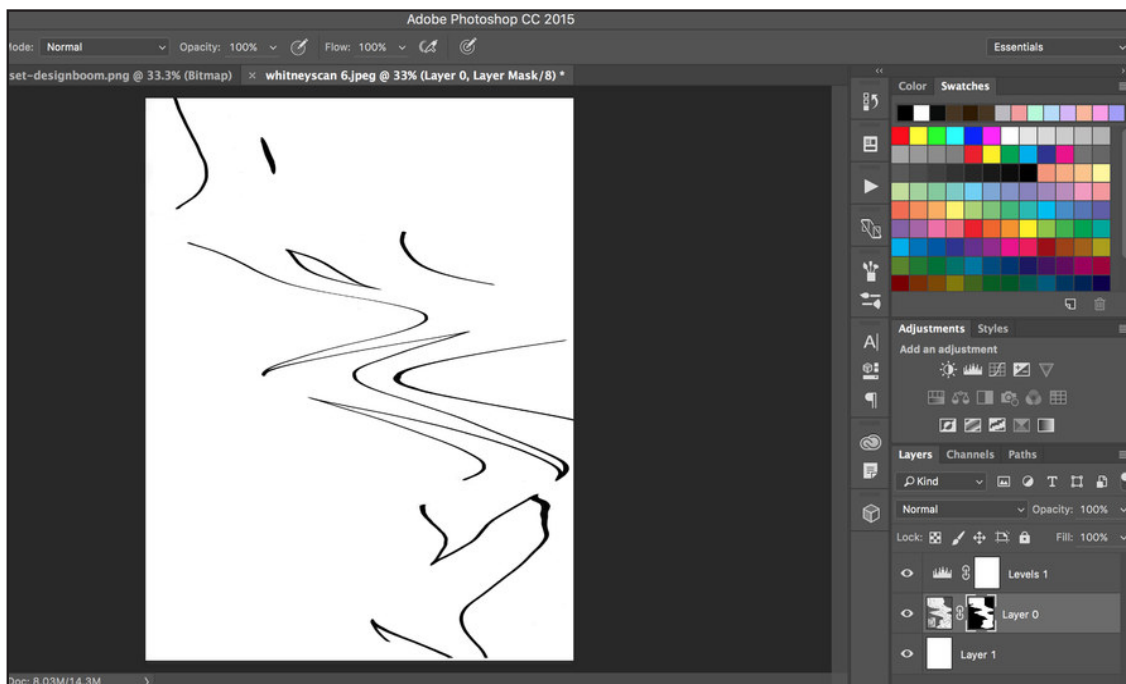 Adobe Photoshop CC 2015
Mode: Normal Opacity: 100% Flow: 100% Essentials
set-designboom.png @ 33.3% (Bitmap) × whitneyscan 6.jpeg @ 33% (Layer 0, Layer Mask/8) *
Color Swatches
Adjustments Styles
Add an adjustment
Layers Channels Paths
Kind
Normal Opacity: 100%
Lock: Fill: 100%
Levels 1
Layer 0
Layer 1
Doc: 8.03M/14.3M